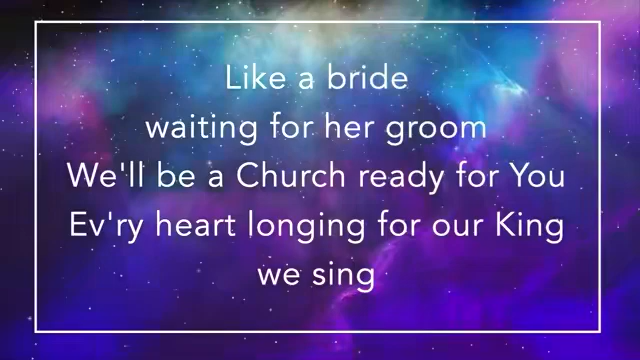 Like a bride
waiting for her groom
We'll be a Church ready for You
Ev'ry heart longing for our King
we sing